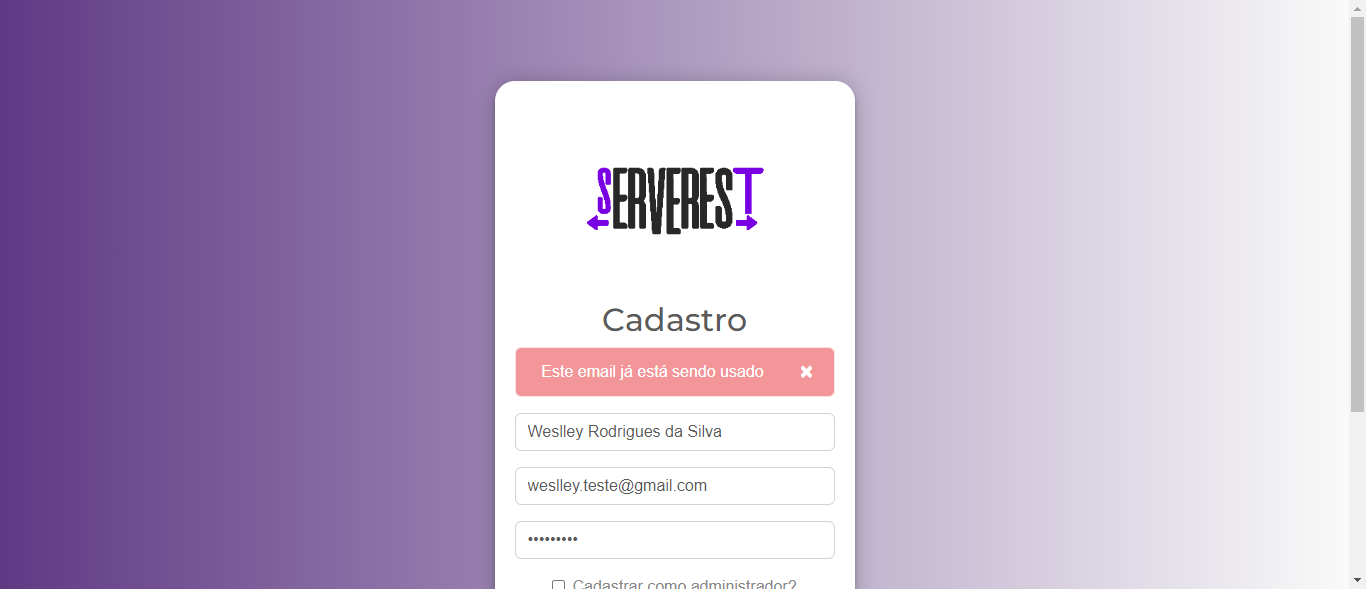 SERVEREST
Cadastro
Este email já está sendo usado
Weslley Rodrigues da Silva
weslley.teste@gmail.com
•••••••••
Cadastrar como administrador?